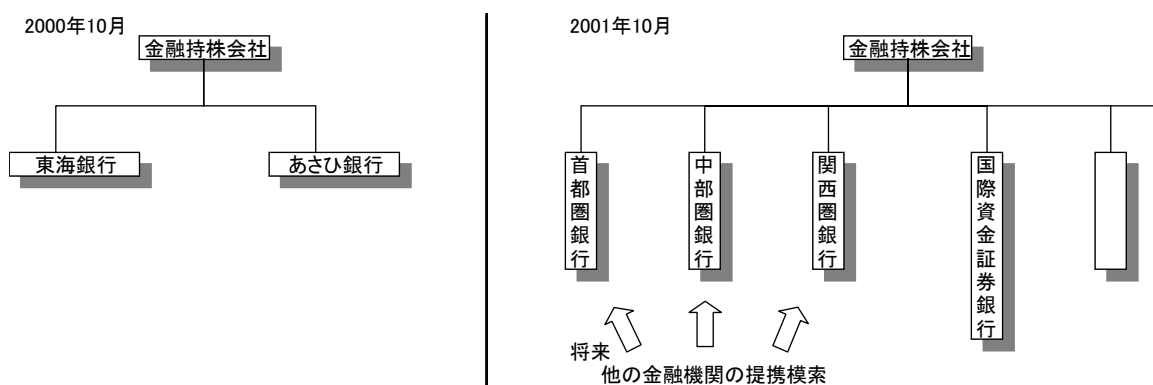 2000年10月
金融持株会社
東海銀行
あさひ銀行
2001年10月
金融持株会社
首都圏銀行
中部圏銀行
関西圏銀行
国際資金証券銀行
将来
他の金融機関の提携模索